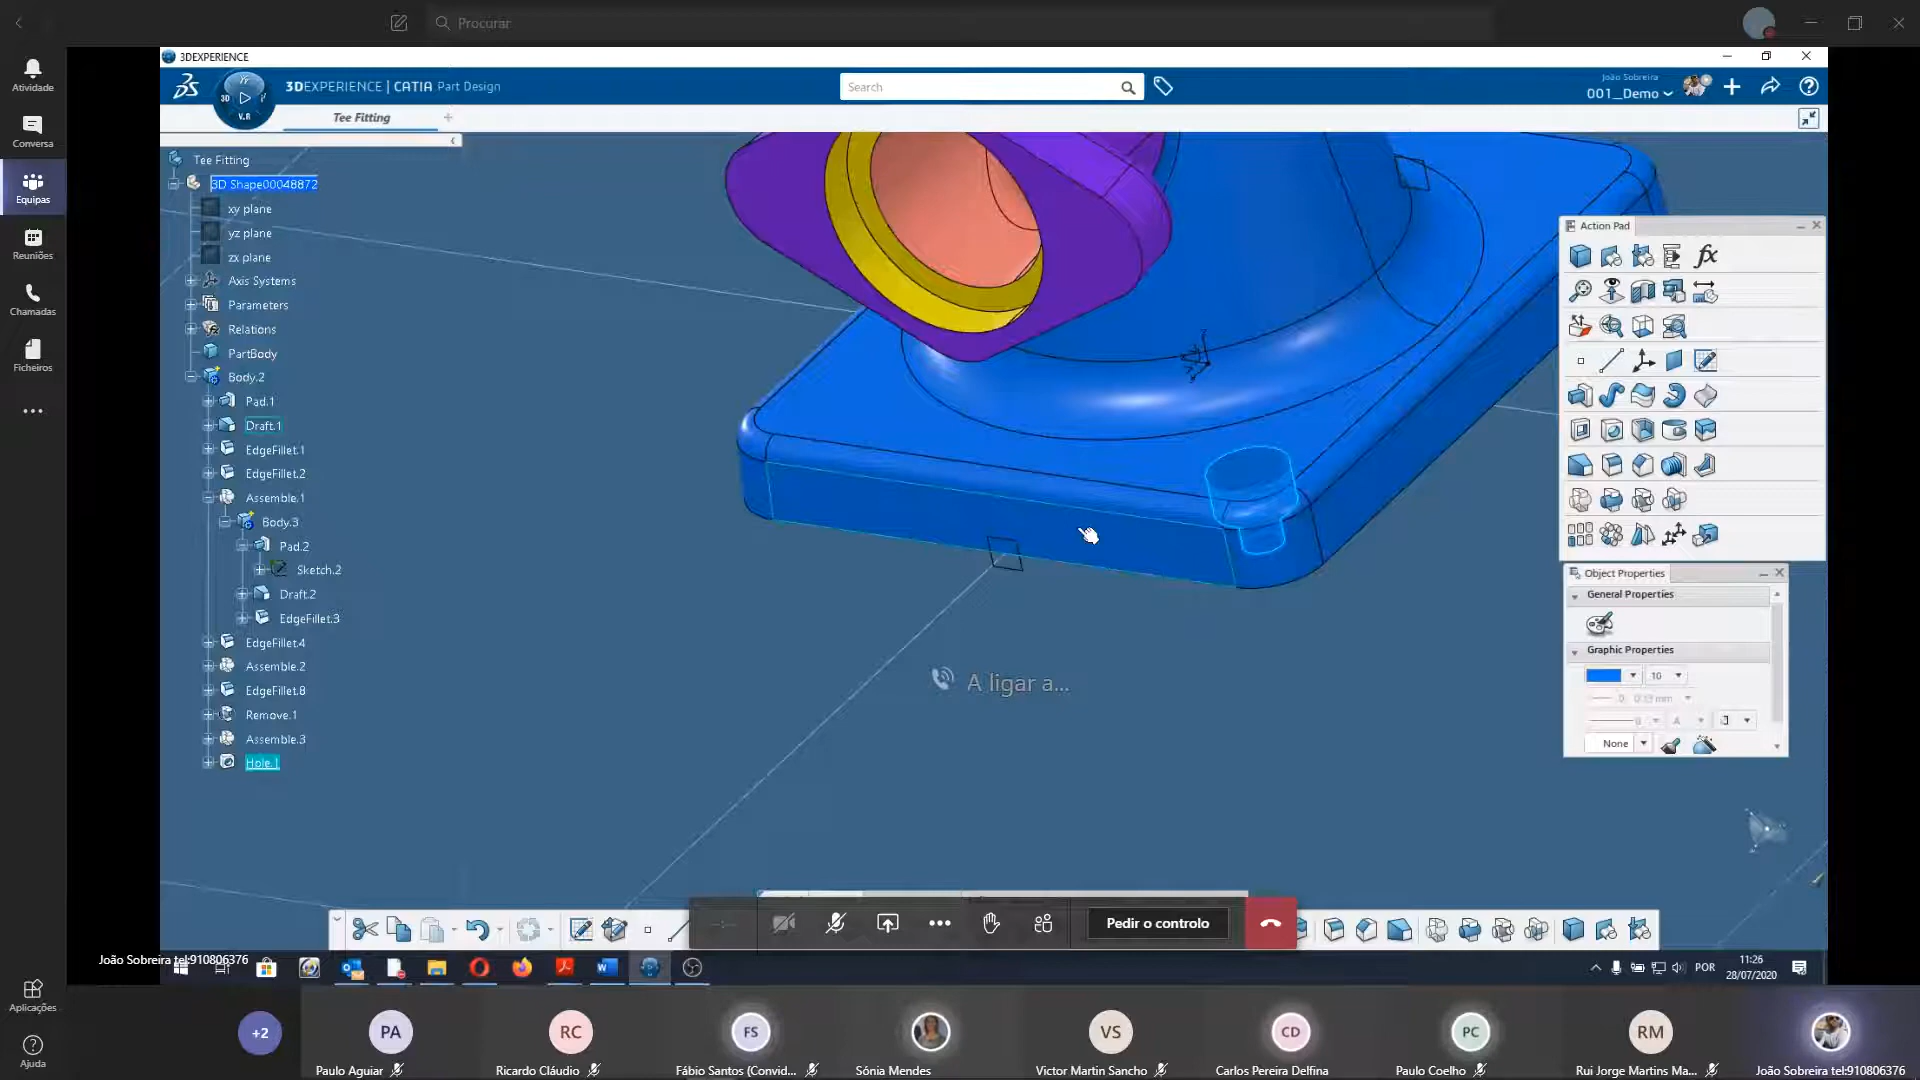 Procurar
Atividade
Conversa
Equipas
Reuniões
Chamadas
Ficheiros
Aplicações
Ajuda
3DEXPERIENCE
3DEXPERIENCE | CATIA Part Design
3D
V.R
Search
João Sobreira
001__Demo
Tee Fitting
Tee Fitting
3D Shape00048872
xy plane
yz plane
zx plane
Axis Systems
Parameters
Relations
PartBody
Body.2
Pad.1
Draft.1
EdgeFillet.1
EdgeFillet.2
Assemble.1
Body.3
Pad.2
Sketch.2
Draft.2
EdgeFillet.3
EdgeFillet.4
Assemble.2
EdgeFillet.8
Remove.1
Assemble.3
Hole.1
Action Pad
fx
Object Properties
General Properties
Graphic Properties
10
None
A ligar a...
Pedir o controlo
João Sobreira tel:910806376
POR
11:26
28/07/2020
+2
PA
Paulo Aguiar
RC
Ricardo Cláudio
FS
Fábio Santos (Convid...
Sónia Mendes
VS
Victor Martin Sancho
CD
Carlos Pereira Delfina
PC
Paulo Coelho
RM
Rui Jorge Martins Ma...
João Sobreira tel:910806376